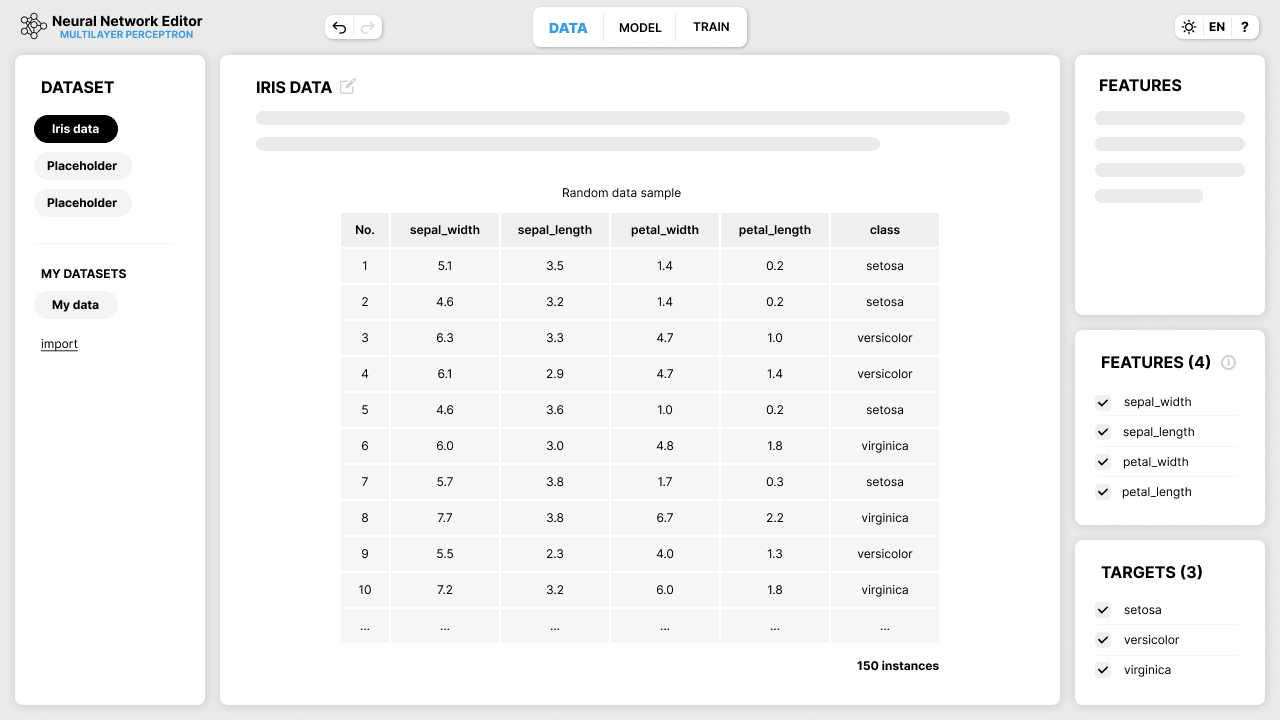 Neural Network Editor
MULTILAYER PERCEPTRON
DATA MODEL TRAIN
EN ?
DATASET
Iris data
Placeholder
Placeholder
MY DATASETS
My data
import
IRIS DATA
Random data sample
No. sepal_width sepal_length petal_width petal_length class
1 5.1 3.5 1.4 0.2 setosa
2 4.6 3.2 1.4 0.2 setosa
3 6.3 3.3 4.7 1.0 versicolor
4 6.1 2.9 4.7 1.4 versicolor
5 4.6 3.6 1.0 0.2 setosa
6 6.0 3.0 4.8 1.8 virginica
7 5.7 3.8 1.7 0.3 setosa
8 7.7 3.8 6.7 2.2 virginica
9 5.5 2.3 4.0 1.3 versicolor
10 7.2 3.2 6.0 1.8 virginica
... ... ... ... ... ...
150 instances
FEATURES
FEATURES (4)
sepal_width
sepal_length
petal_width
petal_length
TARGETS (3)
setosa
versicolor
virginica